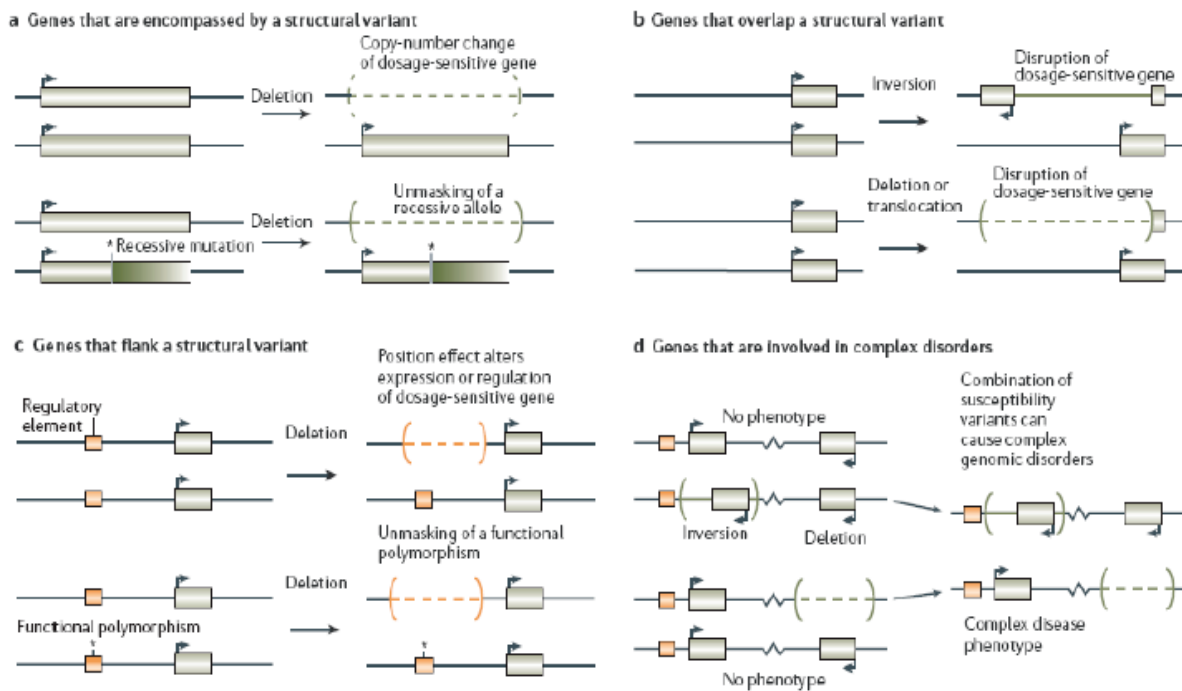 a Genes that are encompassed by a structural variant
Copy-number change
of dosage-sensitive gene
Deletion
Unmasking of a
recessive allele
Deletion
* Recessive mutation
*
b Genes that overlap a structural variant
Disruption of
dosage-sensitive gene
Inversion
Disruption of
dosage-sensitive gene
Deletion or
translocation
c Genes that flank a structural variant
Position effect alters
expression or regulation
of dosage-sensitive gene
Regulatory
element
Deletion
Unmasking of a functional
polymorphism
Deletion
Functional polymorphism
*
*
d Genes that are involved in complex disorders
Combination of
susceptibility
variants can
cause complex
genomic disorders
No phenotype
Inversion
Deletion
Complex disease
phenotype
No phenotype